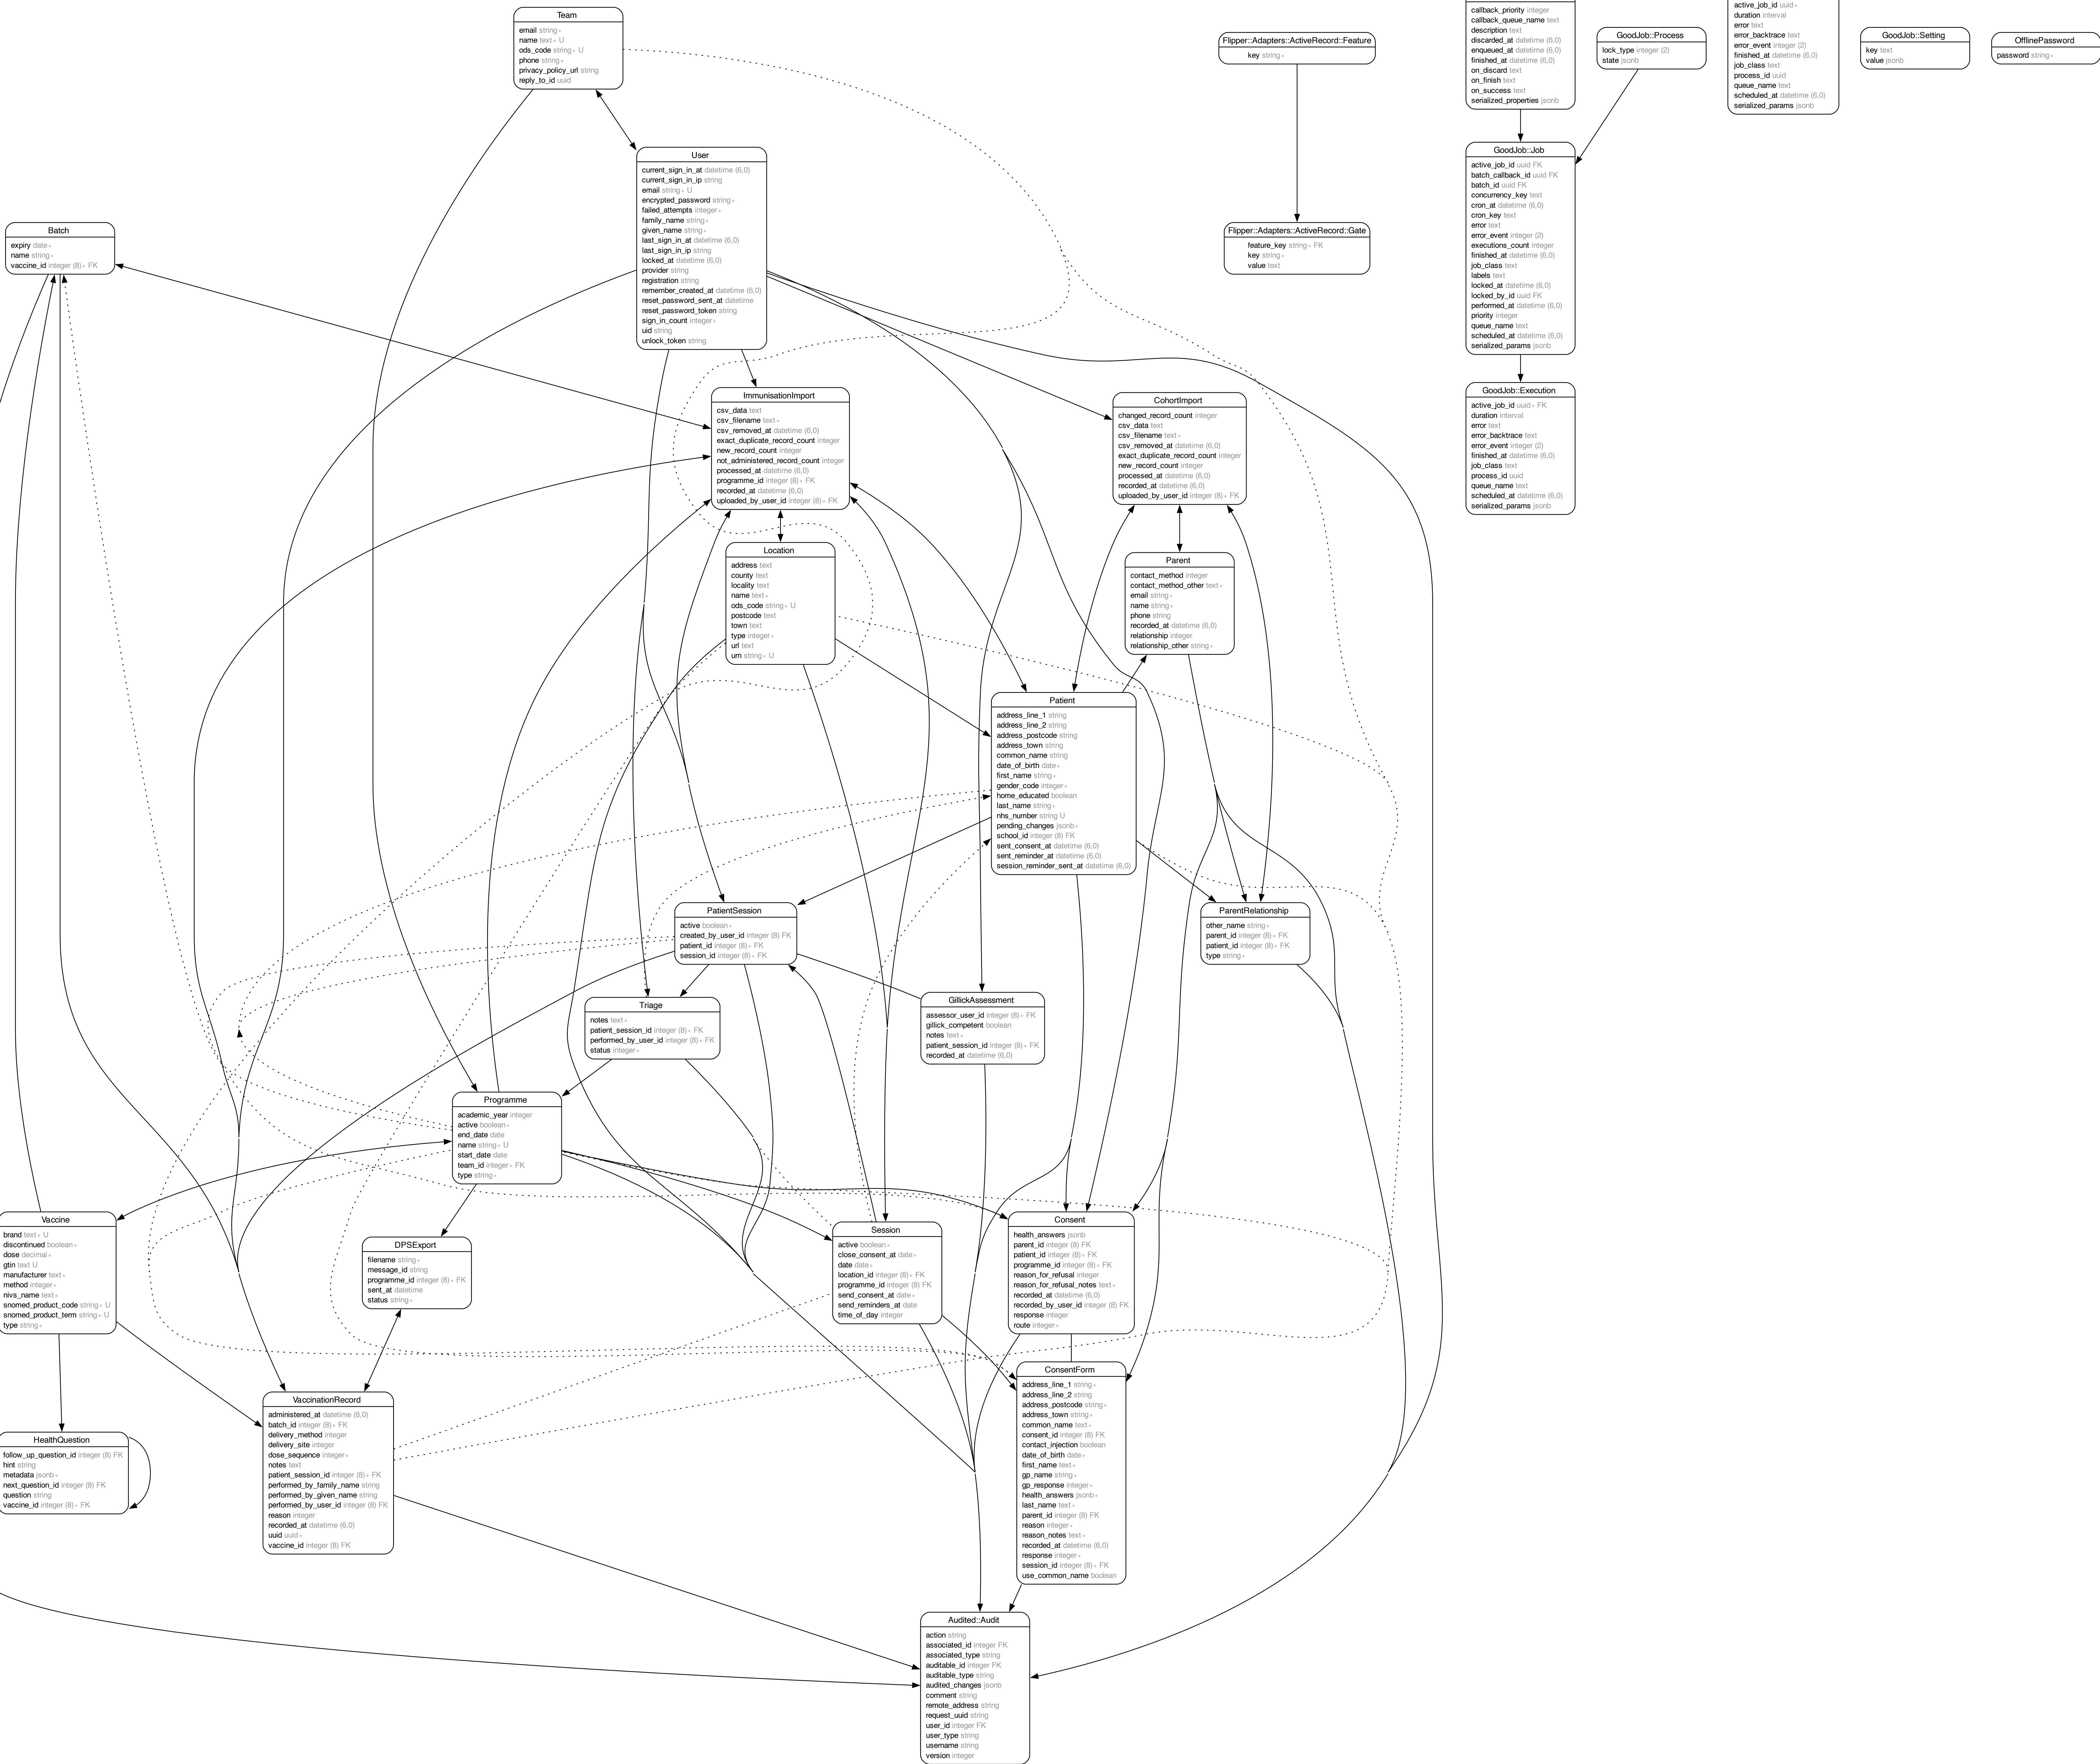 Team
email string∗
name text∗ U
ods_code string∗ U
phone string∗
privacy_policy_url string
reply_to_id uuid
callback_priority integer
callback_queue_name text
description text
discarded_at datetime (6,0)
enqueued_at datetime (6,0)
finished_at datetime (6,0)
on_discard text
on_finish text
on_success text
serialized_properties jsonb
active_job_id uuid∗
duration interval
error text
error_backtrace text
error_event integer (2)
finished_at datetime (6,0)
job_class text
process_id uuid
queue_name text
scheduled_at datetime (6,0)
serialized_params jsonb
GoodJob::Process
lock_type integer (2)
state jsonb
GoodJob::Setting
key text
value jsonb
OfflinePassword
password string∗
Flipper::Adapters::ActiveRecord::Feature
key string∗
User
current_sign_in_at datetime (6,0)
current_sign_in_ip string
email string∗ U
encrypted_password string∗
failed_attempts integer∗
family_name string∗
given_name string∗
last_sign_in_at datetime (6,0)
last_sign_in_ip string
locked_at datetime (6,0)
provider string
registration string
remember_created_at datetime (6,0)
reset_password_sent_at datetime
reset_password_token string
sign_in_count integer∗
uid string
unlock_token string
GoodJob::Job
active_job_id uuid FK
batch_callback_id uuid FK
batch_id uuid FK
concurrency_key text
cron_at datetime (6,0)
cron_key text
error text
error_event integer (2)
executions_count integer
finished_at datetime (6,0)
job_class text
labels text
locked_at datetime (6,0)
locked_by_id uuid FK
performed_at datetime (6,0)
priority integer
queue_name text
scheduled_at datetime (6,0)
serialized_params jsonb
Batch
expiry date∗
name string∗
vaccine_id integer (8)∗ FK
Flipper::Adapters::ActiveRecord::Gate
feature_key string∗ FK
key string∗
value text
GoodJob::Execution
active_job_id uuid∗ FK
duration interval
error text
error_backtrace text
error_event integer (2)
finished_at datetime (6,0)
job_class text
process_id uuid
queue_name text
scheduled_at datetime (6,0)
serialized_params jsonb
ImmunisationImport
csv_data text
csv_filename text∗
csv_removed_at datetime (6,0)
exact_duplicate_record_count integer
new_record_count integer
not_administered_record_count integer
processed_at datetime (6,0)
programme_id integer (8)∗ FK
recorded_at datetime (6,0)
uploaded_by_user_id integer (8)∗ FK
CohortImport
changed_record_count integer
csv_data text
csv_filename text∗
csv_removed_at datetime (6,0)
exact_duplicate_record_count integer
new_record_count integer
processed_at datetime (6,0)
recorded_at datetime (6,0)
uploaded_by_user_id integer (8)∗ FK
Location
address text
county text
locality text
name text∗
ods_code string∗ U
postcode text
town text
type integer∗
url text
urn string∗ U
Parent
contact_method integer
contact_method_other text∗
email string∗
name string∗
phone string
recorded_at datetime (6,0)
relationship integer
relationship_other string∗
Patient
address_line_1 string
address_line_2 string
address_postcode string
address_town string
common_name string
date_of_birth date∗
first_name string∗
gender_code integer∗
home_educated boolean
last_name string∗
nhs_number string U
pending_changes jsonb∗
school_id integer (8) FK
sent_consent_at datetime (6,0)
sent_reminder_at datetime (6,0)
session_reminder_sent_at datetime (6,0)
PatientSession
active boolean∗
created_by_user_id integer (8) FK
patient_id integer (8)∗ FK
session_id integer (8)∗ FK
ParentRelationship
other_name string∗
parent_id integer (8)∗ FK
patient_id integer (8)∗ FK
type string∗
Triage
notes text∗
patient_session_id integer (8)∗ FK
performed_by_user_id integer (8)∗ FK
status integer∗
GillickAssessment
assessor_user_id integer (8)∗ FK
gillick_competent boolean
notes text∗
patient_session_id integer (8)∗ FK
recorded_at datetime (6,0)
Programme
academic_year integer
active boolean∗
end_date date
name string∗ U
start_date date
team_id integer∗ FK
type string∗
Vaccine
brand text∗ U
discontinued boolean∗
dose decimal∗
gtin text U
manufacturer text∗
method integer∗
nivs_name text∗
snomed_product_code string∗ U
snomed_product_term string∗ U
type string∗
DPSExport
filename string∗
message_id string
programme_id integer (8)∗ FK
sent_at datetime
status string∗
Session
active boolean∗
close_consent_at date∗
date date∗
location_id integer (8)∗ FK
programme_id integer (8) FK
send_consent_at date∗
send_reminders_at date
time_of_day integer
Consent
health_answers jsonb
parent_id integer (8) FK
patient_id integer (8)∗ FK
programme_id integer (8)∗ FK
reason_for_refusal integer
reason_for_refusal_notes text∗
recorded_at datetime (6,0)
recorded_by_user_id integer (8) FK
response integer
route integer∗
ConsentForm
address_line_1 string∗
address_line_2 string
address_postcode string∗
address_town string∗
common_name text∗
consent_id integer (8) FK
contact_injection boolean
date_of_birth date∗
first_name text∗
gp_name string∗
gp_response integer∗
health_answers jsonb∗
last_name text∗
parent_id integer (8) FK
reason integer∗
reason_notes text∗
recorded_at datetime (6,0)
response integer∗
session_id integer (8)∗ FK
use_common_name boolean
VaccinationRecord
administered_at datetime (6,0)
batch_id integer (8)∗ FK
delivery_method integer
delivery_site integer
dose_sequence integer∗
notes text
patient_session_id integer (8)∗ FK
performed_by_family_name string
performed_by_given_name string
performed_by_user_id integer (8) FK
reason integer
recorded_at datetime (6,0)
uuid uuid∗
vaccine_id integer (8) FK
HealthQuestion
follow_up_question_id integer (8) FK
hint string
metadata jsonb∗
next_question_id integer (8) FK
question string
vaccine_id integer (8)∗ FK
Audited::Audit
action string
associated_id integer FK
associated_type string
auditable_id integer FK
auditable_type string
audited_changes jsonb
comment string
remote_address string
request_uuid string
user_id integer FK
user_type string
username string
version integer